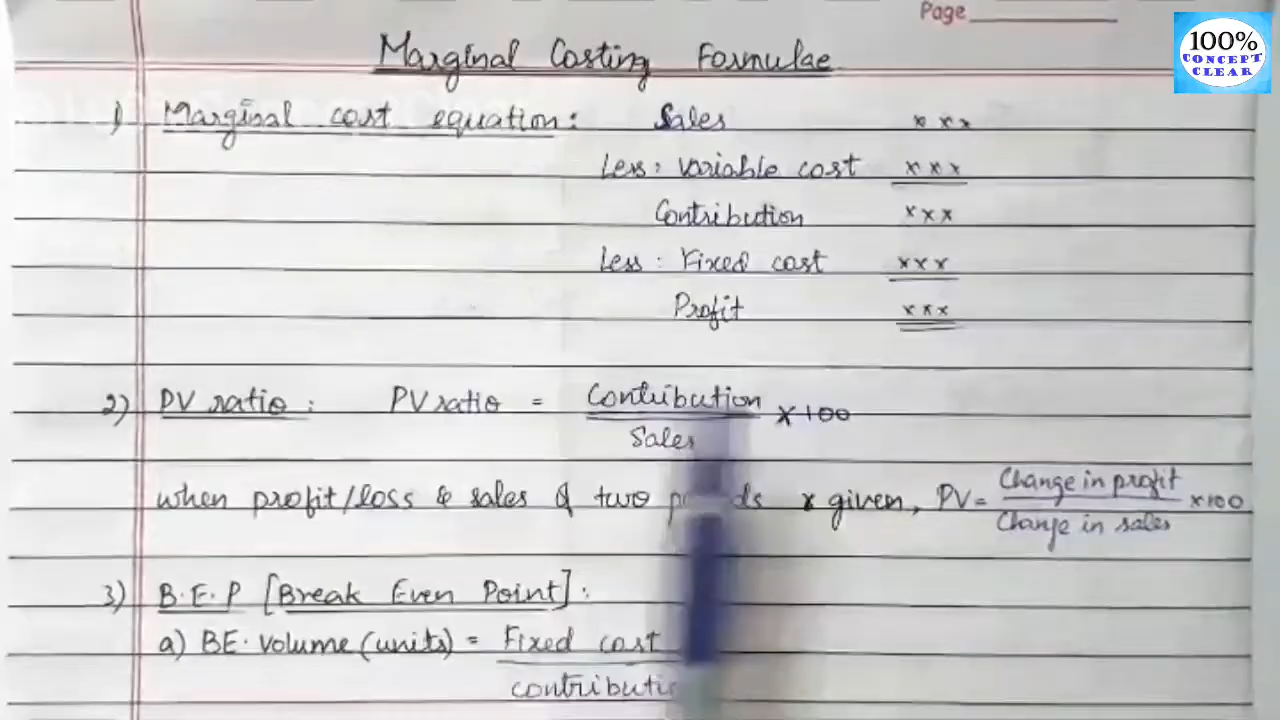 Page
100%
CONCEPT
CLEAR
Marginal Costing Formulae
1) Marginal cost equation: Sales xxx
Less: Variable cost xxx
Contribution xxx
Less: Fixed cost xxx
Profit xxx
2) PV ratio: PV ratio = Contribution / Sales x 100
when profit/loss & sales of two given, PV = Change in profit / Change in sales x100
3) B.E.P [Break Even Point]:
a) BE. Volume (units) = Fixed cost